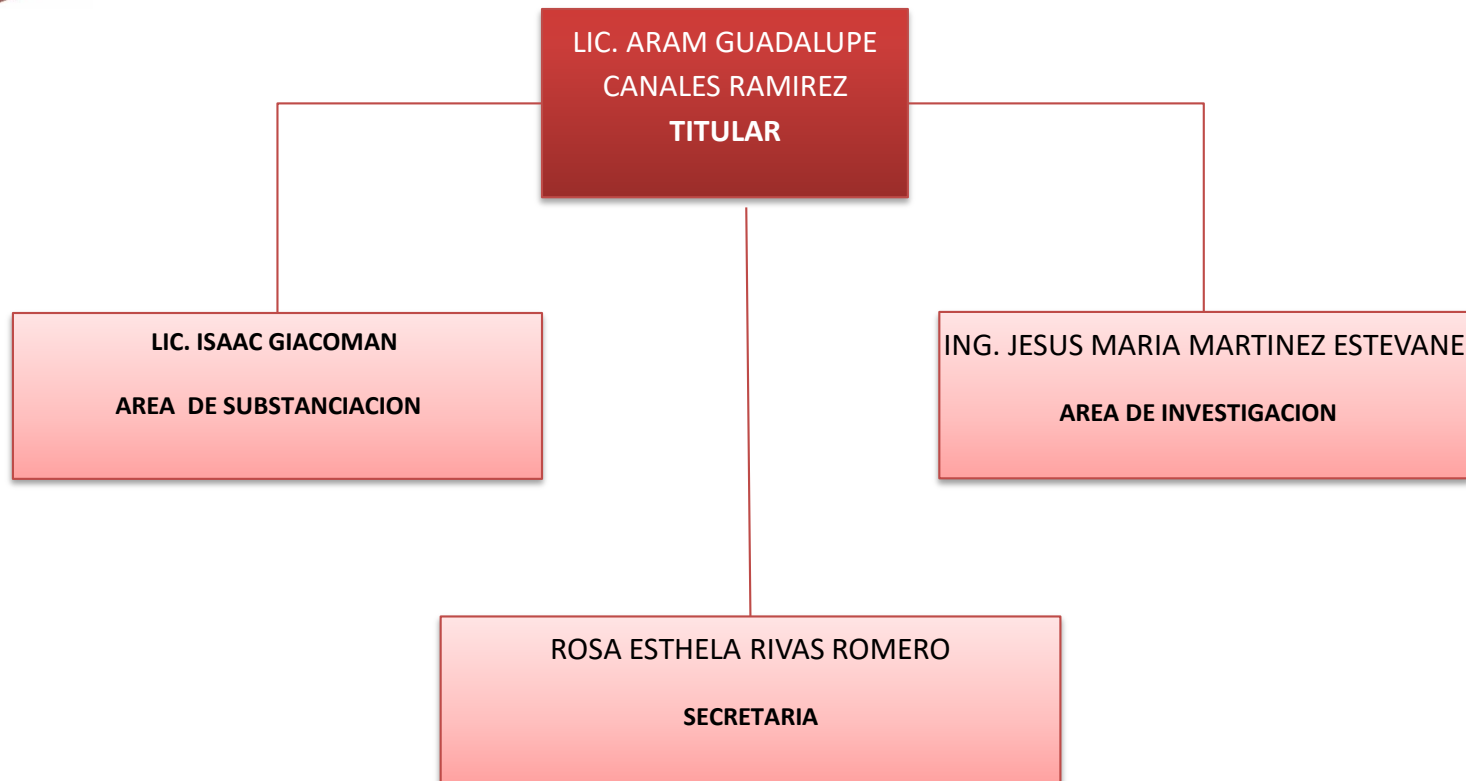 LIC. ARAM GUADALUPE
CANALES RAMIREZ
TITULAR
LIC. ISAAC GIACOMAN
AREA DE SUBSTANCIACION
ING. JESUS MARIA MARTINEZ ESTEVANE
AREA DE INVESTIGACION
ROSA ESTHELA RIVAS ROMERO
SECRETARIA